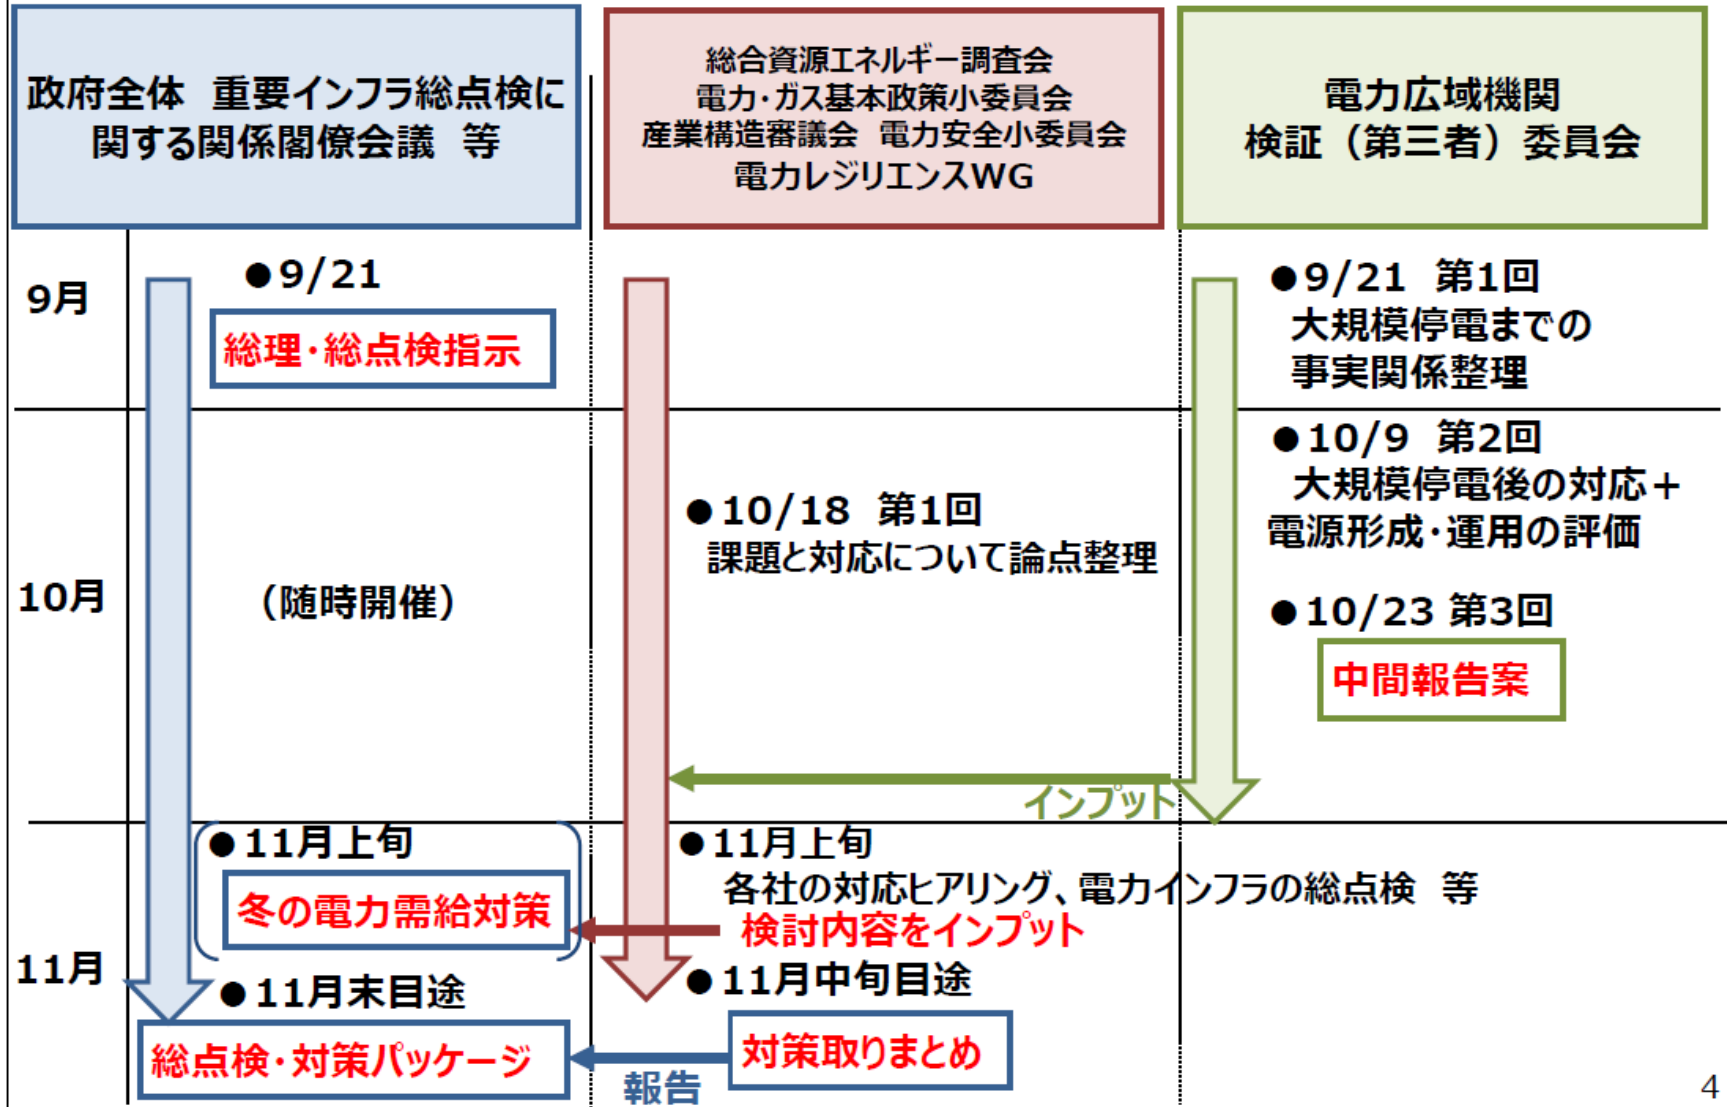 政府全体 重要インフラ総点検に
関する関係閣僚会議 等
総合資源エネルギー調査会
電力・ガス基本政策小委員会
産業構造審議会 電力安全小委員会
電力レジリエンスWG
電力広域機関
検証（第三者）委員会
9月
●9/21
総理・総点検指示
●9/21 第1回
大規模停電までの
事実関係整理
10月
（随時開催）
●10/18 第1回
課題と対応について論点整理
●10/9 第2回
大規模停電後の対応＋
電源形成・運用の評価
●10/23 第3回
中間報告案
インプット
11月
●11月上旬
冬の電力需給対策
●11月末目途
総点検・対策パッケージ
●11月上旬
各社の対応ヒアリング、電力インフラの総点検 等
検討内容をインプット
●11月中旬目途
対策取りまとめ
報告
4